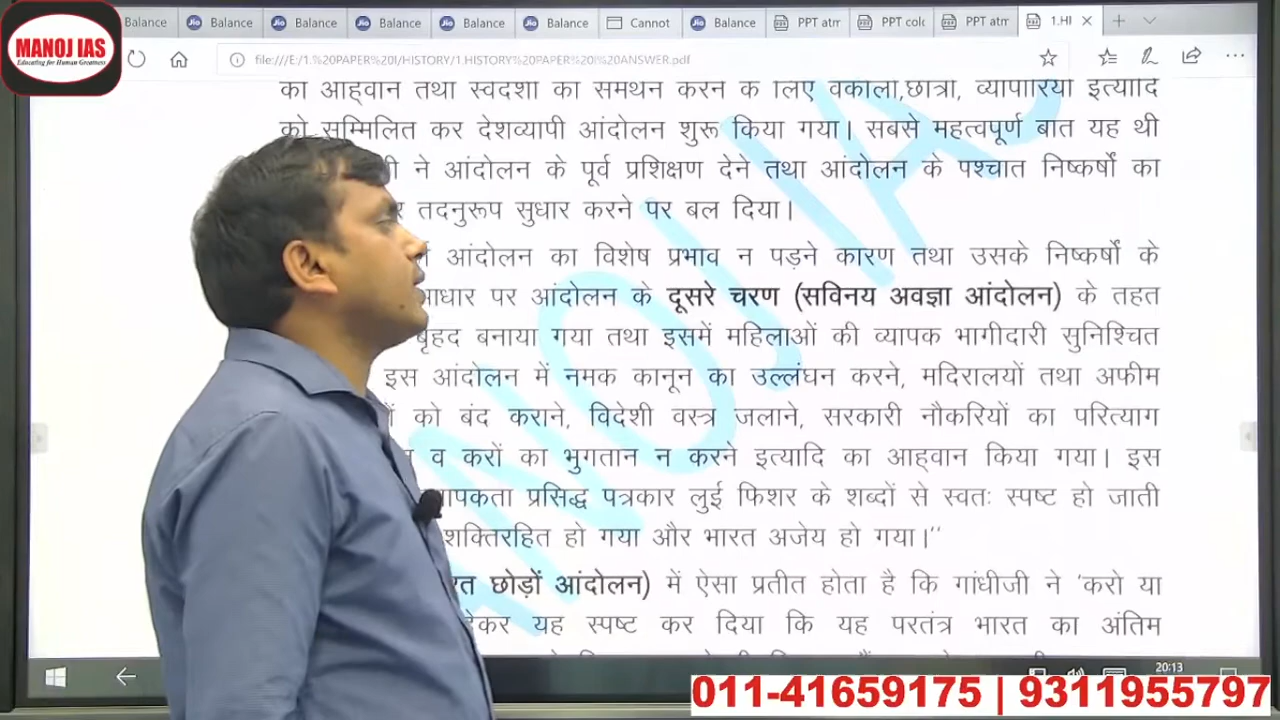 MANOJ IAS
Educating for Human Greatness
Balance Balance Balance Balance Balance Balance Cannot Balance PPT atm PPT colo PPT atm 1.HI
file:///E:/1.%20PAPER%20I/HISTORY/1.HISTORY%20PAPER%20I%20ANSWER.pdf
का आह्वान तथा स्वदेशी का समर्थन करने के लिए वकीलों,छात्रों, व्यापारियों इत्यादि
को सम्मिलित कर देशव्यापी आंदोलन शुरू किया गया। सबसे महत्वपूर्ण बात यह थी
ने आंदोलन के पूर्व प्रशिक्षण देने तथा आंदोलन के पश्चात निष्कर्षों का
तदनुरूप सुधार करने पर बल दिया।
आंदोलन का विशेष प्रभाव न पड़ने कारण तथा उसके निष्कर्षों के
आधार पर आंदोलन के दूसरे चरण (सविनय अवज्ञा आंदोलन) के तहत
बृहद बनाया गया तथा इसमें महिलाओं की व्यापक भागीदारी सुनिश्चित
इस आंदोलन में नमक कानून का उल्लंघन करने, मदिरालयों तथा अफीम
को बंद कराने, विदेशी वस्त्र जलाने, सरकारी नौकरियों का परित्याग
व करों का भुगतान न करने इत्यादि का आह्वान किया गया। इस
प्रसिद्ध पत्रकार लुई फिशर के शब्दों से स्वतः स्पष्ट हो जाती
शक्तिरहित हो गया और भारत अजेय हो गया।''
छोड़ों आंदोलन) में ऐसा प्रतीत होता है कि गांधीजी ने 'करो या
यह स्पष्ट कर दिया कि यह परतंत्र भारत का अंतिम
MANOJ IA
20:13
011-41659175 | 9311955797